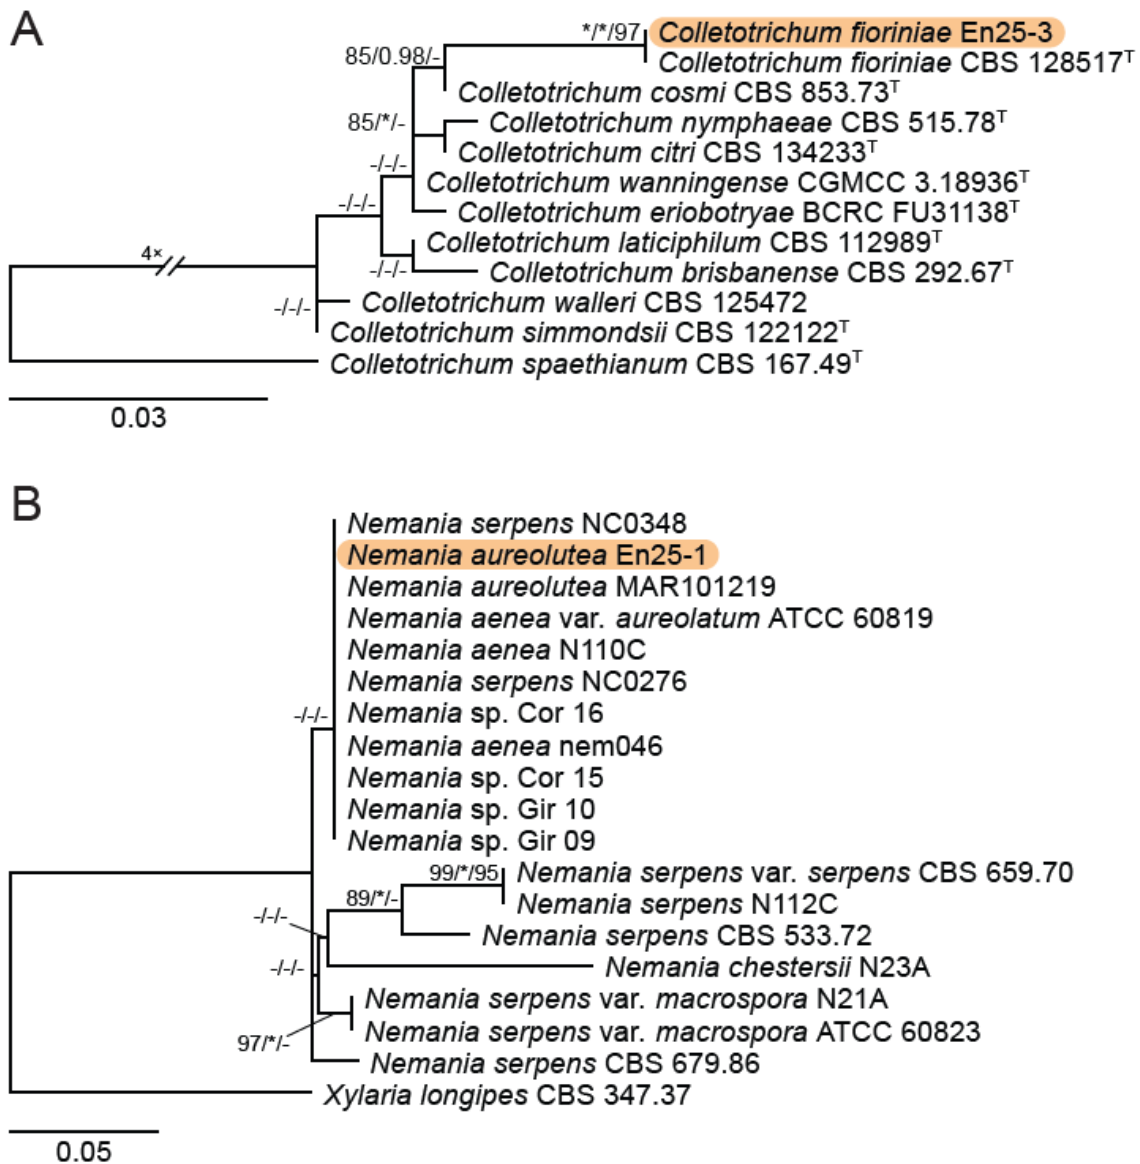 A
*/*/97
Colletotrichum fioriniae En25-3
Colletotrichum fioriniae CBS 128517ᵀ
85/0.98/-
Colletotrichum cosmi CBS 853.73ᵀ
85/*/-
Colletotrichum nymphaeae CBS 515.78ᵀ
Colletotrichum citri CBS 134233ᵀ
-/-/-
Colletotrichum wanningense CGMCC 3.18936ᵀ
-/-/-
Colletotrichum eriobotryae BCRC FU31138ᵀ
Colletotrichum laticiphilum CBS 112989ᵀ
4×
-/-/-
Colletotrichum brisbanense CBS 292.67ᵀ
-/-/-
Colletotrichum walleri CBS 125472
Colletotrichum simmondsii CBS 122122ᵀ
Colletotrichum spaethianum CBS 167.49ᵀ
0.03
B
Nemania serpens NC0348
Nemania aureolutea En25-1
Nemania aureolutea MAR101219
Nemania aenea var. aureolatum ATCC 60819
Nemania aenea N110C
Nemania serpens NC0276
-/-/-
Nemania sp. Cor 16
Nemania aenea nem046
Nemania sp. Cor 15
Nemania sp. Gir 10
Nemania sp. Gir 09
99/*/95
Nemania serpens var. serpens CBS 659.70
89/*/-
Nemania serpens N112C
-/-/-
Nemania serpens CBS 533.72
-/-/-
Nemania chestersii N23A
Nemania serpens var. macrospora N21A
97/*/-
Nemania serpens var. macrospora ATCC 60823
Nemania serpens CBS 679.86
Xylaria longipes CBS 347.37
0.05